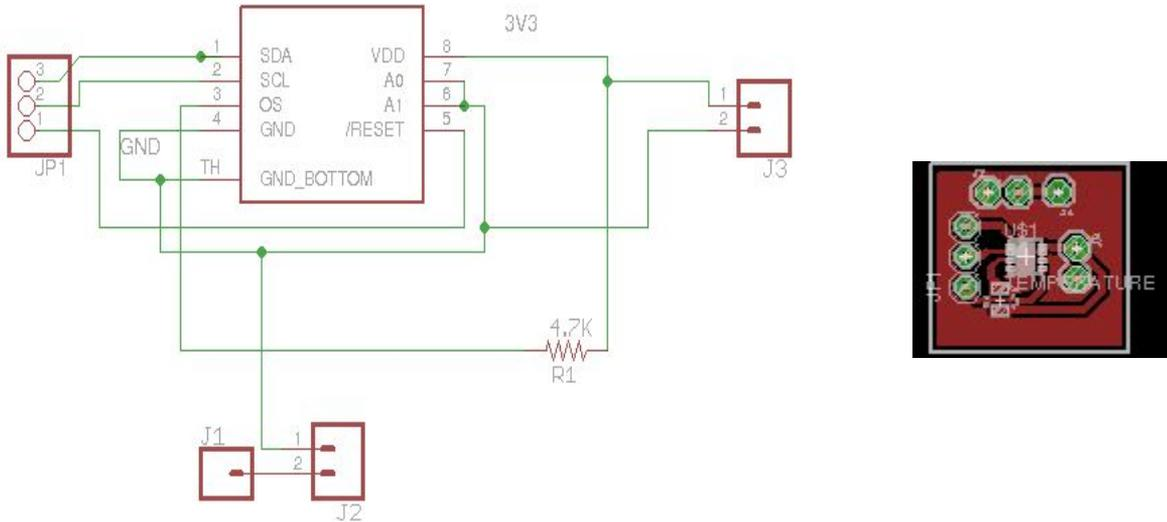 3V3
1 SDA VDD 8
2 SCL A0 7
3 OS A1 6
4 GND /RESET 5
TH GND_BOTTOM
GND
3
2
1
JP1
1
2
J3
4.7K
R1
J1
1
2
J2
U$1
JP1